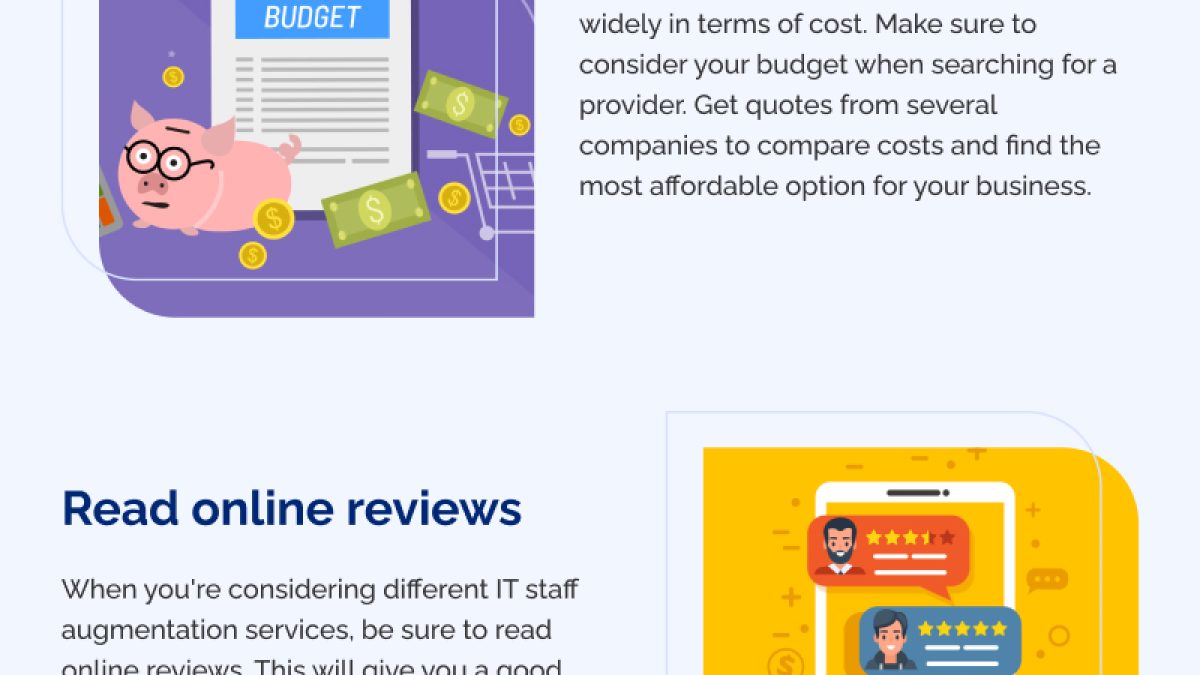 BUDGET
widely in terms of cost. Make sure to
consider your budget when searching for a
provider. Get quotes from several
companies to compare costs and find the
most affordable option for your business.
Read online reviews
When you're considering different IT staff
augmentation services, be sure to read
online reviews. This will give you a good